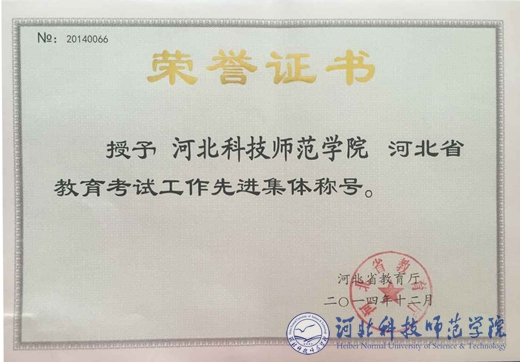 №: 20140066
荣誉证书
授予 河北科技师范学院 河北省
教育考试工作先进集体称号。
河北省教育厅
二〇一四年十二月
河北科技师范学院
Hebei Normal University of Science & Technology